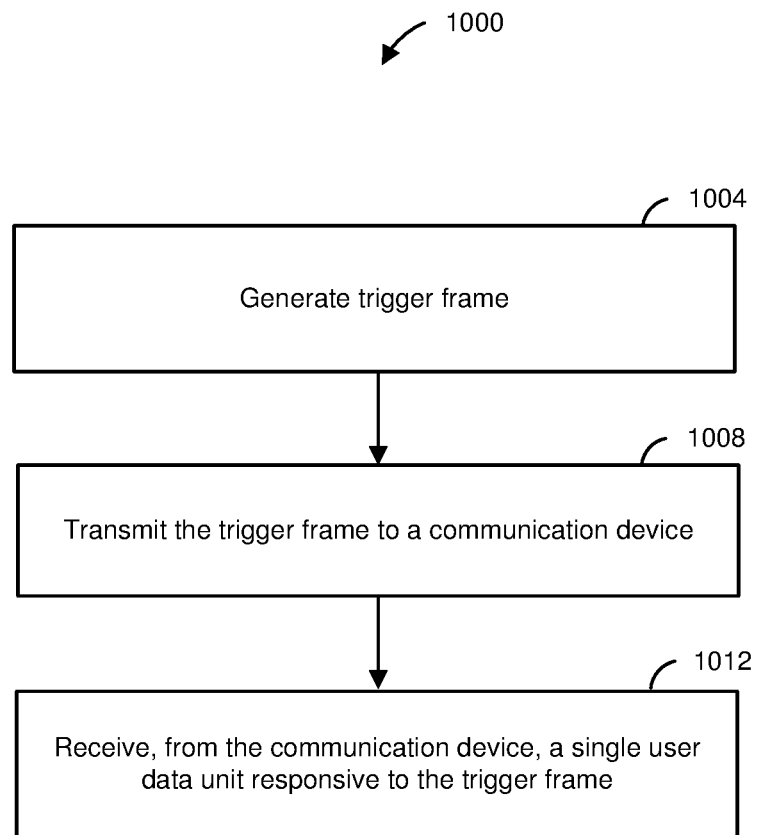 1000
1004
Generate trigger frame
1008
Transmit the trigger frame to a communication device
1012
Receive, from the communication device, a single user
data unit responsive to the trigger frame